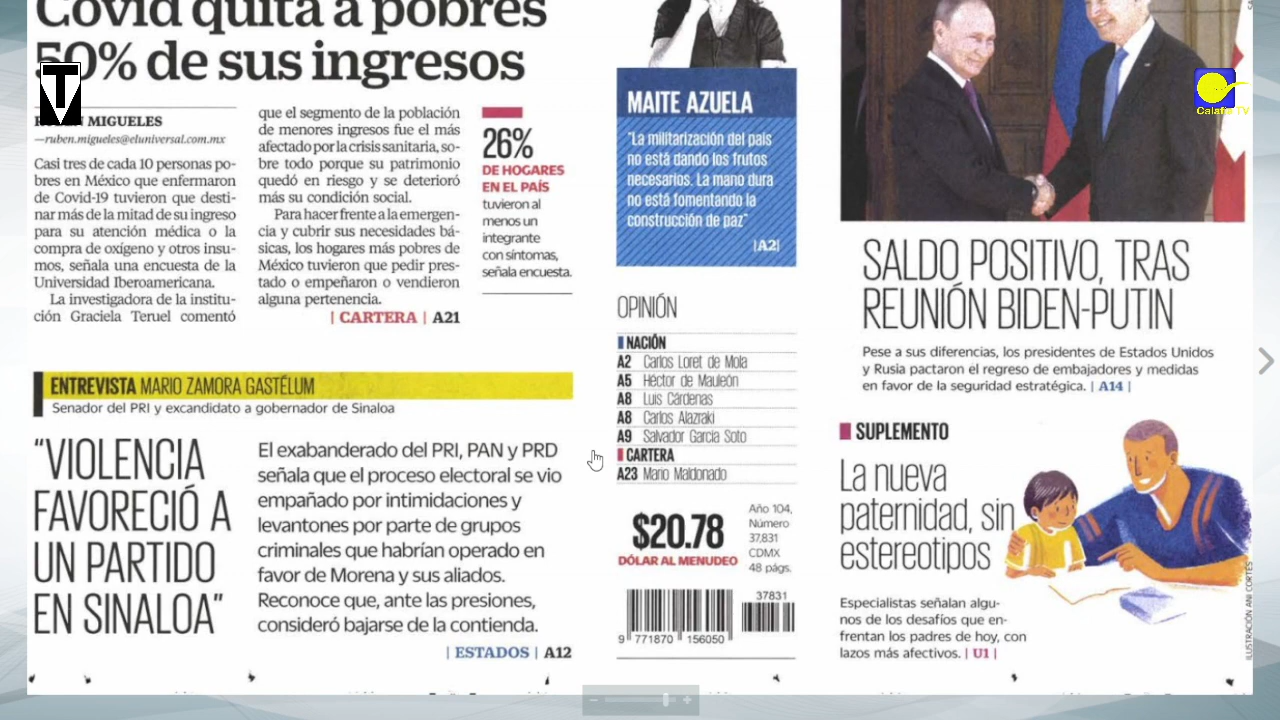 Covid quita a pobres
50% de sus ingresos
MIGUELES
—ruben.migueles@eluniversal.com.mx
Casi tres de cada 10 personas po-
bres en México que enfermaron
de Covid-19 tuvieron que desti-
nar más de la mitad de su ingreso
para su atención médica o la
compra de oxígeno y otros insu-
mos, señala una encuesta de la
Universidad Iberoamericana.
La investigadora de la institu-
ción Graciela Teruel comentó
que el segmento de la población
de menores ingresos fue el más
afectado por la crisis sanitaria, so-
bre todo porque su patrimonio
quedó en riesgo y se deterioró
más su condición social.
Para hacer frente a la emergen-
cia y cubrir sus necesidades bá-
sicas, los hogares más pobres de
México tuvieron que pedir pres-
tado o empeñaron o vendieron
alguna pertenencia.
| CARTERA | A21
26%
DE HOGARES
EN EL PAÍS
tuvieron al
menos un
integrante
con síntomas,
señala encuesta.
ENTREVISTA MARIO ZAMORA GASTÉLUM
Senador del PRI y excandidato a gobernador de Sinaloa
“VIOLENCIA
FAVORECIÓ A
UN PARTIDO
EN SINALOA”
El exabanderado del PRI, PAN y PRD
señala que el proceso electoral se vio
empañado por intimidaciones y
levantones por parte de grupos
criminales que habrían operado en
favor de Morena y sus aliados.
Reconoce que, ante las presiones,
consideró bajarse de la contienda.
| ESTADOS | A12
MAITE AZUELA
"La militarización del país
no está dando los frutos
necesarios. La mano dura
no está fomentando la
construcción de paz"
|A2|
OPINIÓN
NACIÓN
A2 Carlos Loret de Mola
A5 Héctor de Mauleón
A8 Luis Cárdenas
A8 Carlos Alazraki
A9 Salvador García Soto
CARTERA
A23 Mario Maldonado
$20.78
DÓLAR AL MENUDEO
Año 104,
Número
37,831
CDMX
48 págs.
37831
9 771870 156050
Calafia TV
SALDO POSITIVO, TRAS
REUNIÓN BIDEN-PUTIN
Pese a sus diferencias, los presidentes de Estados Unidos
y Rusia pactaron el regreso de embajadores y medidas
en favor de la seguridad estratégica. | A14 |
SUPLEMENTO
La nueva
paternidad, sin
estereotipos
Especialistas señalan algu-
nos de los desafíos que en-
frentan los padres de hoy, con
lazos más afectivos. | U1 |
ILUSTRACIÓN ANI CORTÉS